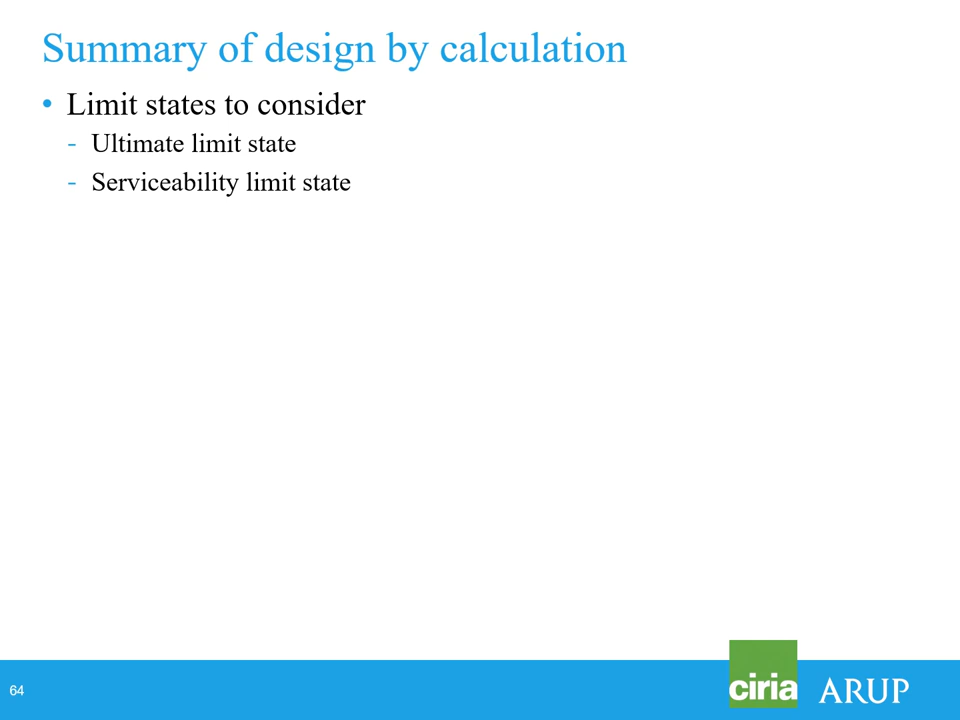 Summary of design by calculation
• Limit states to consider
- Ultimate limit state
- Serviceability limit state
64
ciria
ARUP